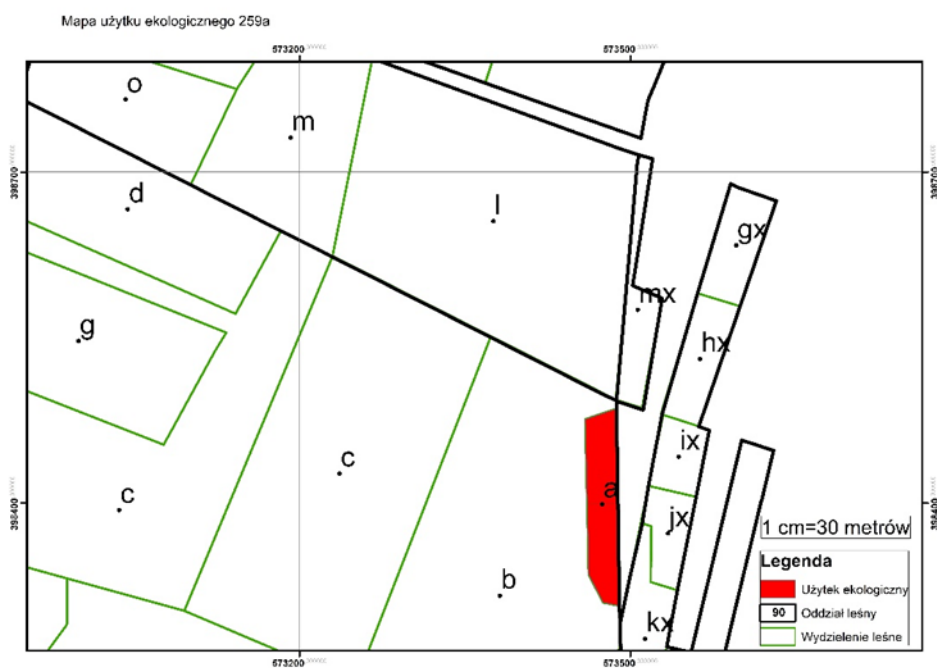 Mapa użytku ekologicznego 259a
573200 573500
o
m
398700 398700
d
l
gx
mx
g
hx
ix
c
c
a
398400 398400
jx
1 cm=30 metrów
Legenda
b
Użytek ekologiczny
90 Oddział leśny
kx
Wydzielenie leśne
573200 573500